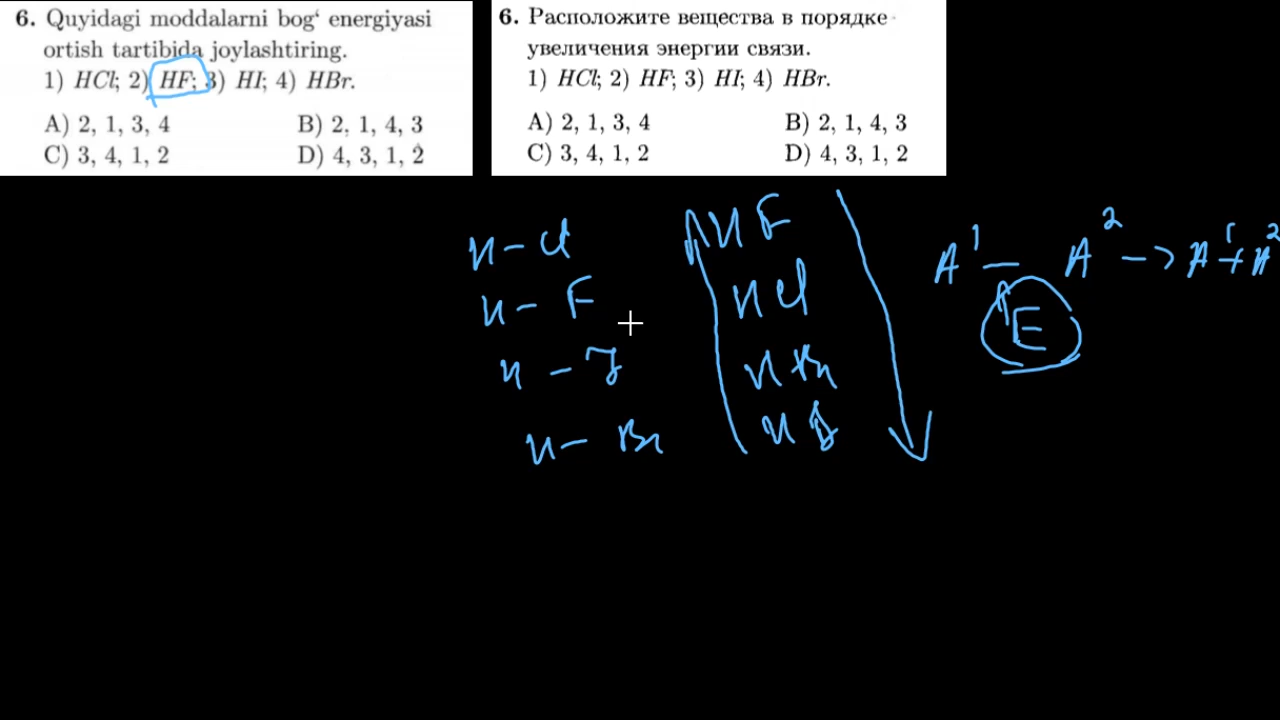 6. Quyidagi moddalarni bog‘ energiyasi
ortish tartibida joylashtiring.
1) HCl; 2) HF; 3) HI; 4) HBr.
A) 2, 1, 3, 4 B) 2, 1, 4, 3
C) 3, 4, 1, 2 D) 4, 3, 1, 2
6. Расположите вещества в порядке
увеличения энергии связи.
1) HCl; 2) HF; 3) HI; 4) HBr.
A) 2, 1, 3, 4 B) 2, 1, 4, 3
C) 3, 4, 1, 2 D) 4, 3, 1, 2
H – Cl
H – F
H – J
H – Br
HF
HCl
HBr
HJ
A¹ – A² → A¹ + A²
E